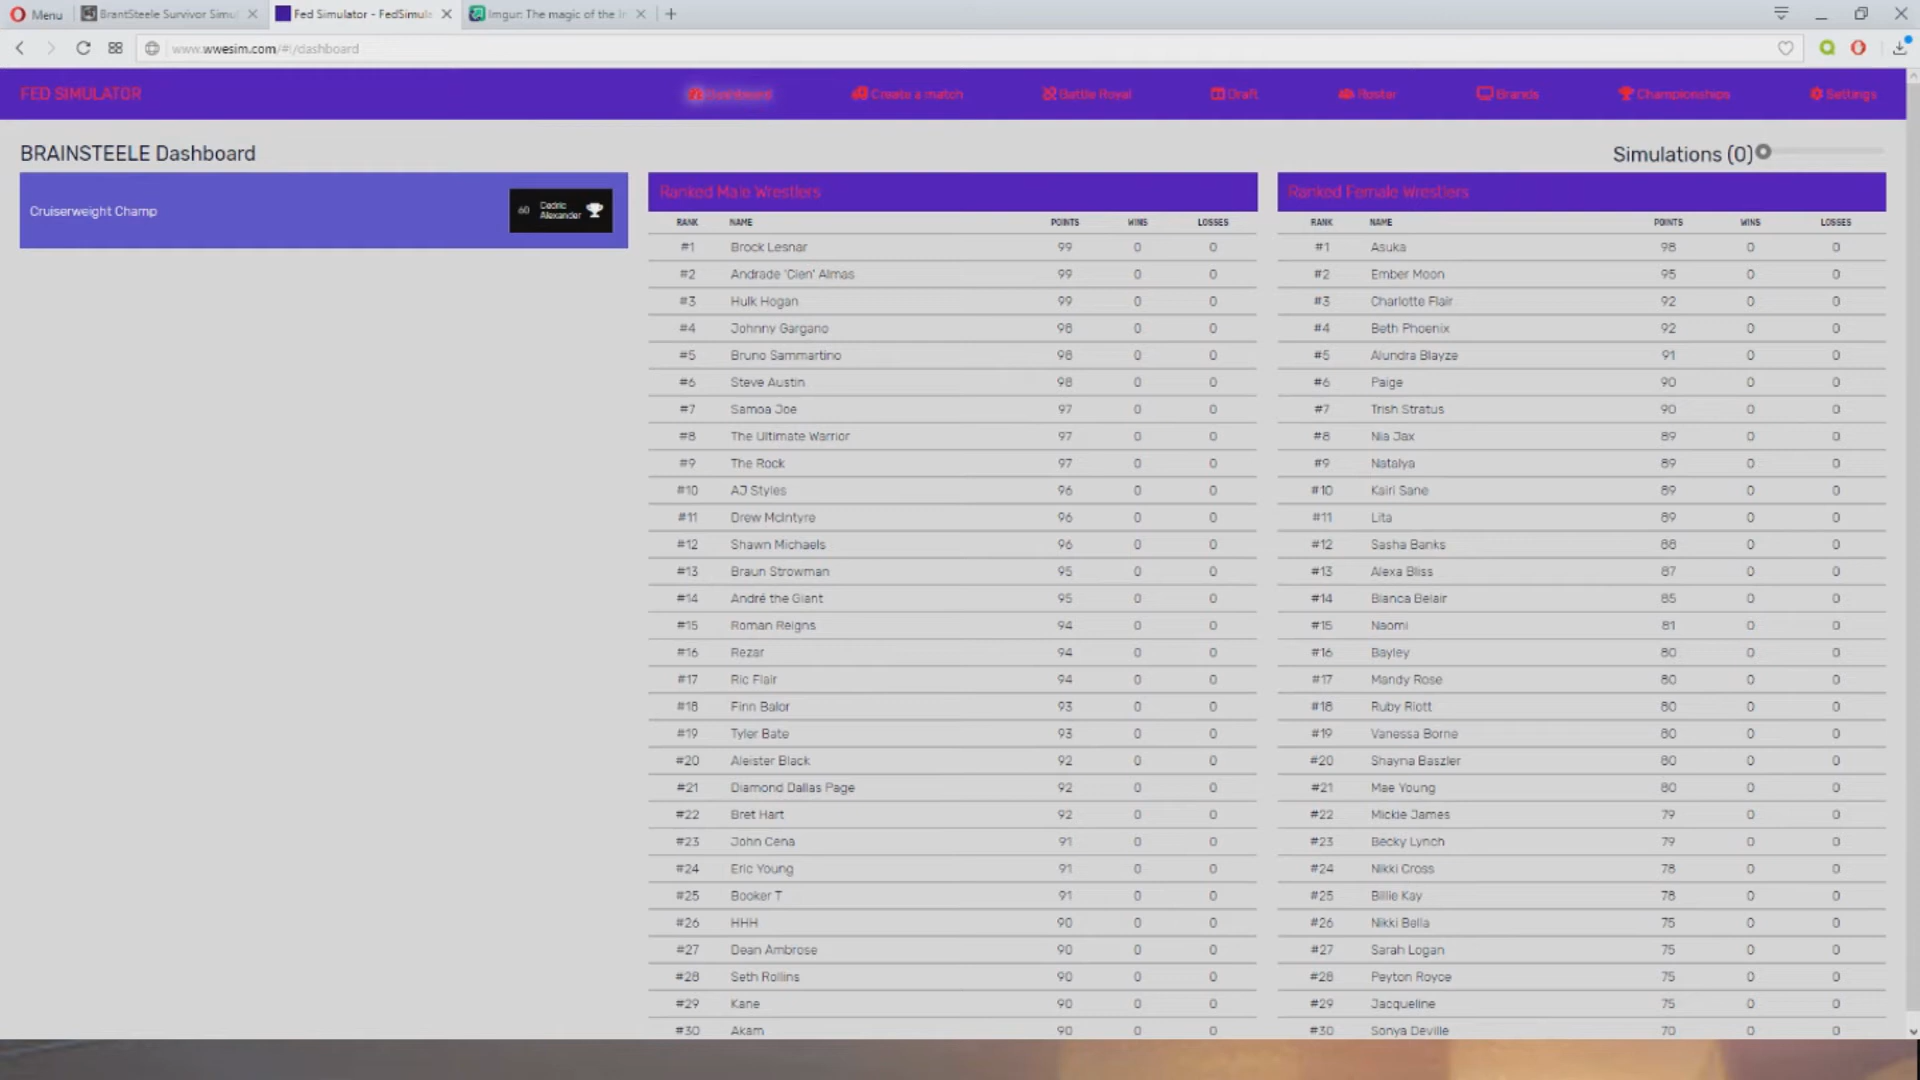 Menu
BrantSteele Survivor Simul
Fed Simulator - FedSimula
Imgur: The magic of the In
www.wwesim.com/#!/dashboard
FED SIMULATOR
Dashboard
Create a match
Battle Royal
Draft
Roster
Brands
Championships
Settings
BRAINSTEELE Dashboard
Simulations (0)
Cruiserweight Champ
60 Cedric Alexander
Ranked Male Wrestlers
RANK NAME POINTS WINS LOSSES
#1 Brock Lesnar 99 0 0
#2 Andrade 'Cien' Almas 99 0 0
#3 Hulk Hogan 99 0 0
#4 Johnny Gargano 98 0 0
#5 Bruno Sammartino 98 0 0
#6 Steve Austin 98 0 0
#7 Samoa Joe 97 0 0
#8 The Ultimate Warrior 97 0 0
#9 The Rock 97 0 0
#10 AJ Styles 96 0 0
#11 Drew McIntyre 96 0 0
#12 Shawn Michaels 96 0 0
#13 Braun Strowman 95 0 0
#14 André the Giant 95 0 0
#15 Roman Reigns 94 0 0
#16 Rezar 94 0 0
#17 Ric Flair 94 0 0
#18 Finn Balor 93 0 0
#19 Tyler Bate 93 0 0
#20 Aleister Black 92 0 0
#21 Diamond Dallas Page 92 0 0
#22 Bret Hart 92 0 0
#23 John Cena 91 0 0
#24 Eric Young 91 0 0
#25 Booker T 91 0 0
#26 HHH 90 0 0
#27 Dean Ambrose 90 0 0
#28 Seth Rollins 90 0 0
#29 Kane 90 0 0
#30 Akam 90 0 0
Ranked Female Wrestlers
RANK NAME POINTS WINS LOSSES
#1 Asuka 98 0 0
#2 Ember Moon 95 0 0
#3 Charlotte Flair 92 0 0
#4 Beth Phoenix 92 0 0
#5 Alundra Blayze 91 0 0
#6 Paige 90 0 0
#7 Trish Stratus 90 0 0
#8 Nia Jax 89 0 0
#9 Natalya 89 0 0
#10 Kairi Sane 89 0 0
#11 Lita 89 0 0
#12 Sasha Banks 88 0 0
#13 Alexa Bliss 87 0 0
#14 Bianca Belair 85 0 0
#15 Naomi 81 0 0
#16 Bayley 80 0 0
#17 Mandy Rose 80 0 0
#18 Ruby Riott 80 0 0
#19 Vanessa Borne 80 0 0
#20 Shayna Baszler 80 0 0
#21 Mae Young 80 0 0
#22 Mickie James 79 0 0
#23 Becky Lynch 79 0 0
#24 Nikki Cross 78 0 0
#25 Billie Kay 78 0 0
#26 Nikki Bella 75 0 0
#27 Sarah Logan 75 0 0
#28 Peyton Royce 75 0 0
#29 Jacqueline 75 0 0
#30 Sonya Deville 70 0 0